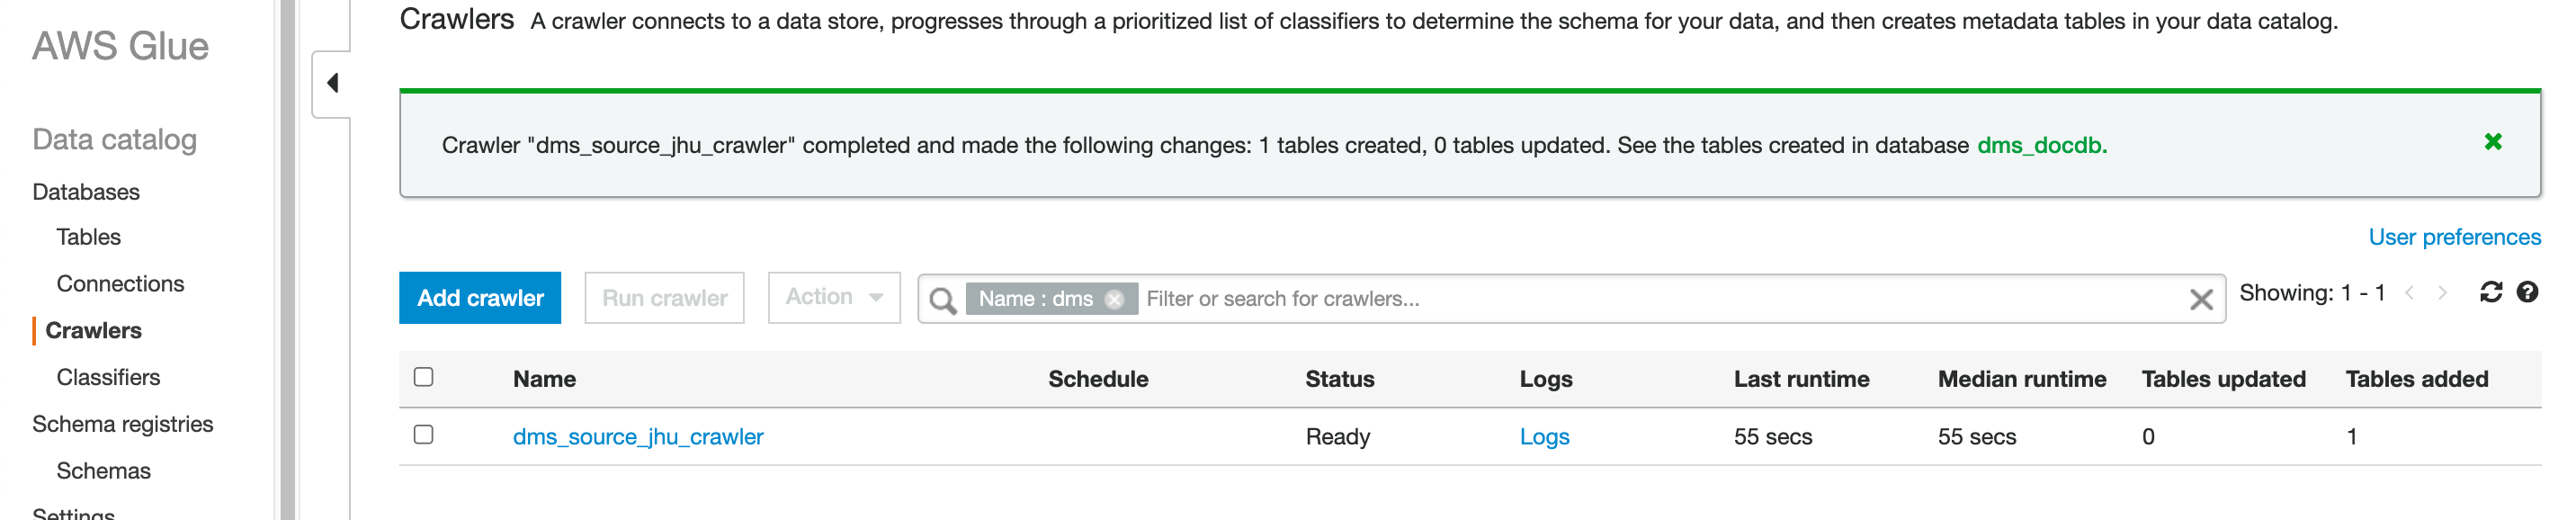 AWS Glue
Data catalog
Databases
Tables
Connections
Crawlers
Classifiers
Schema registries
Schemas
Settings
Crawlers A crawler connects to a data store, progresses through a prioritized list of classifiers to determine the schema for your data, and then creates metadata tables in your data catalog.
Crawler "dms_source_jhu_crawler" completed and made the following changes: 1 tables created, 0 tables updated. See the tables created in database dms_docdb.
User preferences
Add crawler Run crawler Action Name : dms Filter or search for crawlers... Showing: 1 - 1
Name Schedule Status Logs Last runtime Median runtime Tables updated Tables added
dms_source_jhu_crawler Ready Logs 55 secs 55 secs 0 1